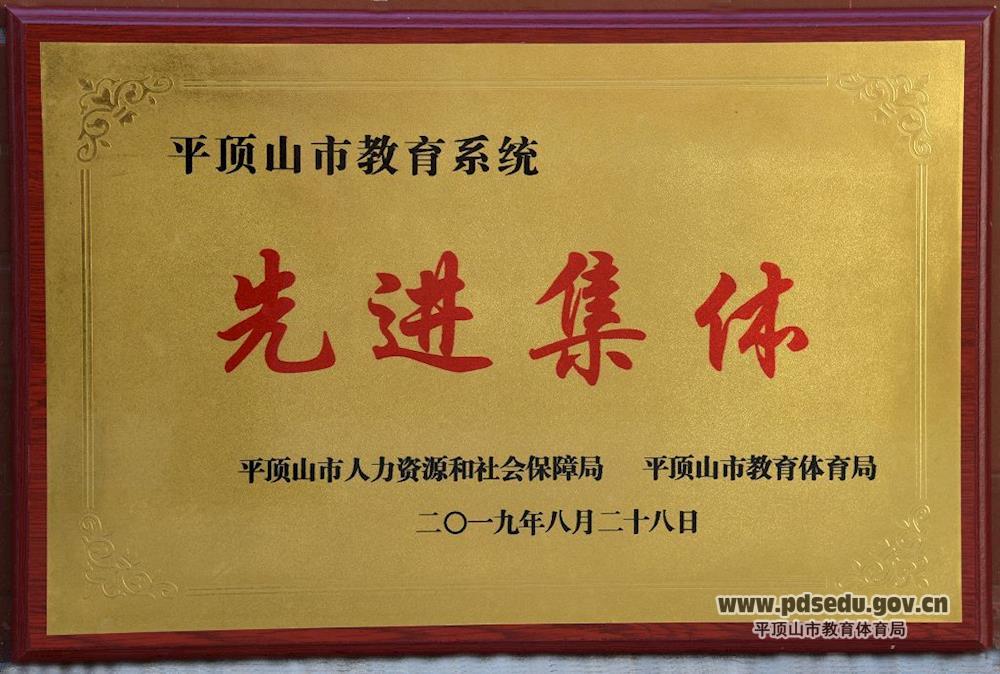 平顶山市教育系统
先进集体
平顶山市人力资源和社会保障局 平顶山市教育体育局
二〇一九年八月二十八日
www.pdsedu.gov.cn
平顶山市教育体育局